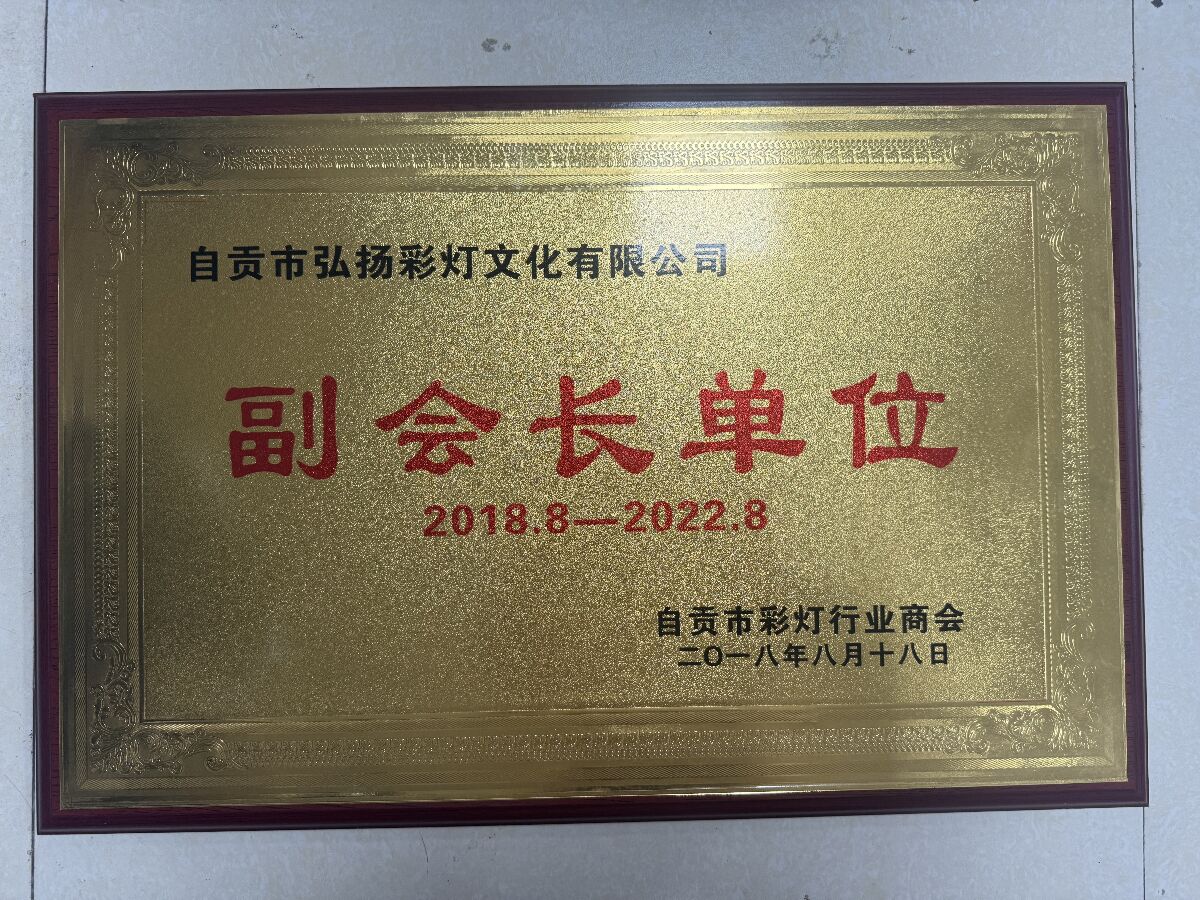 自贡市弘扬彩灯文化有限公司
副会长单位
2018.8—2022.8
自贡市彩灯行业商会
二〇一八年八月十八日